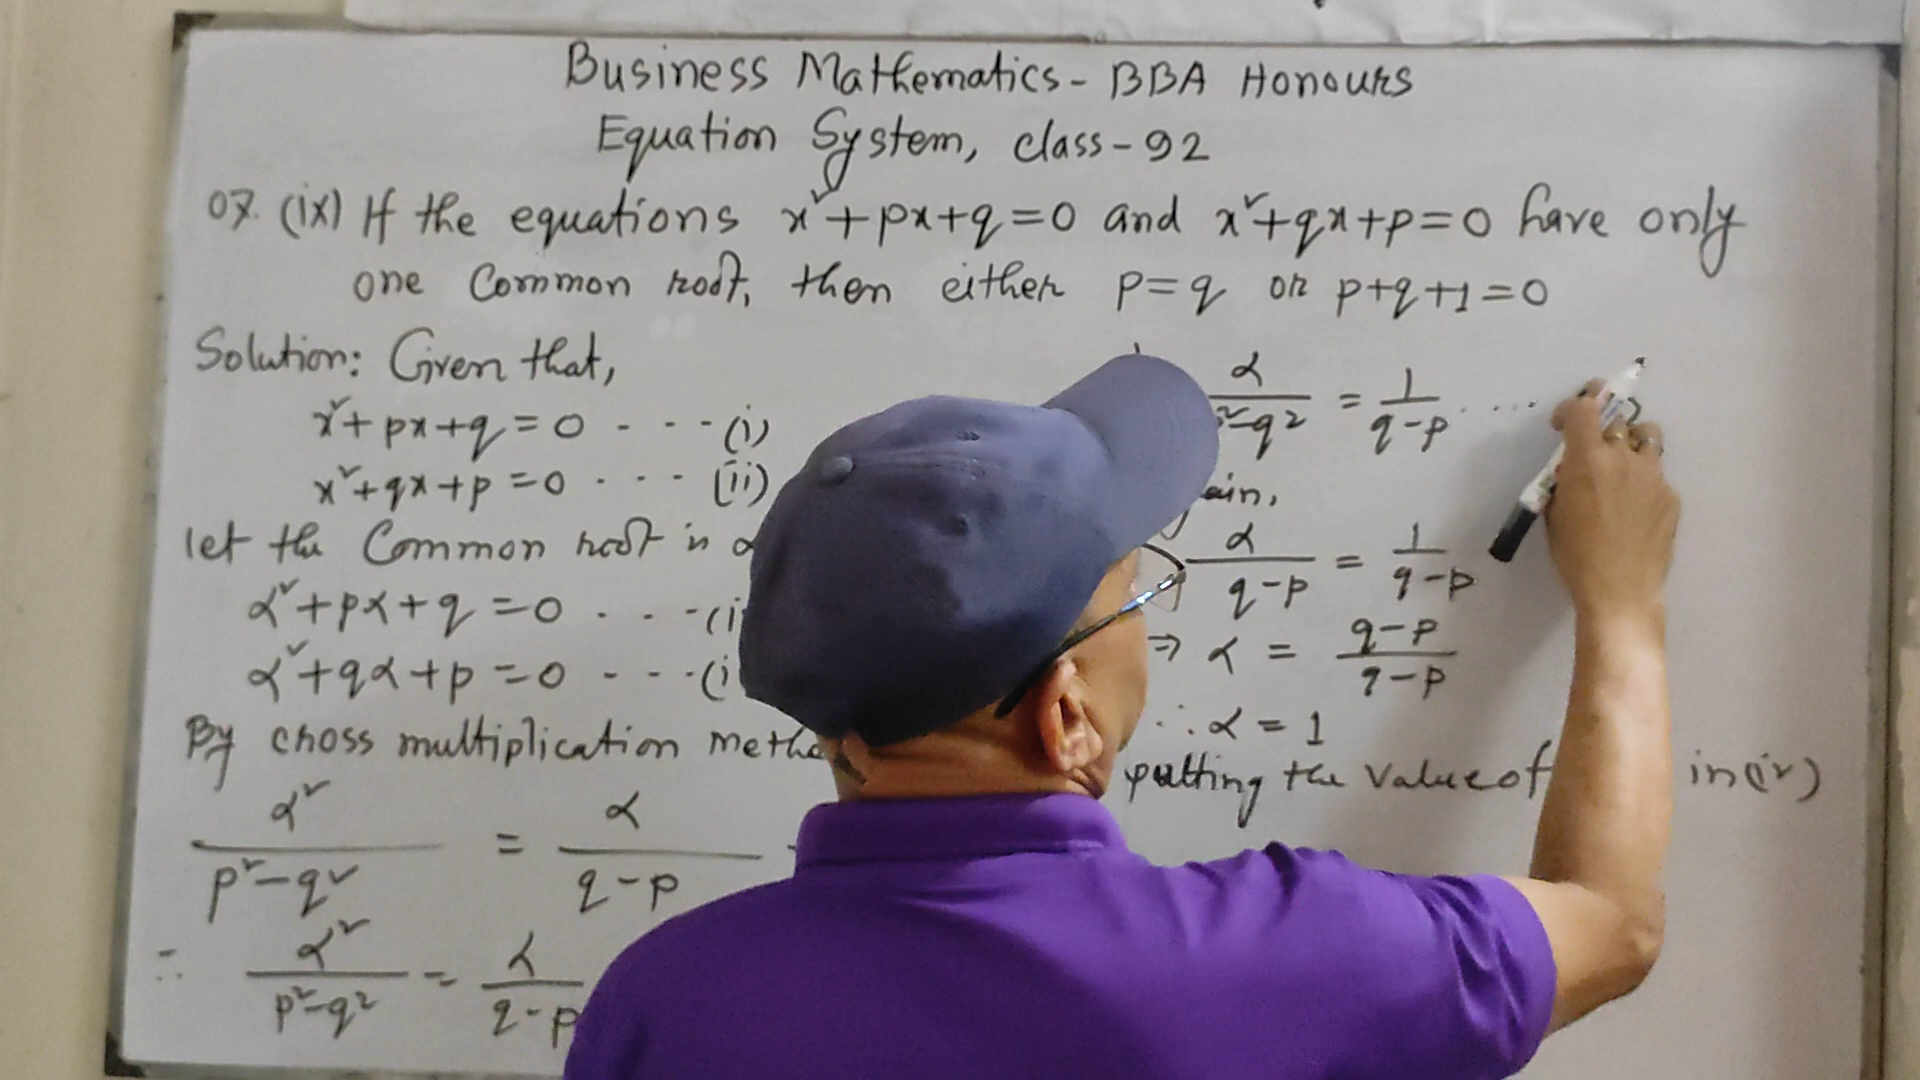 Business Mathematics - BBA Honours
Equation System, class-92
07. (ix) If the equations x²+px+q=0 and x²+qx+p=0 have only
one Common root, then either p=q or p+q+1=0
Solution: Given that,
x²+px+q=0 ---- (i)
x²+qx+p=0 .... (ii)
let the Common root is α
α²+pα+q=0 ...
α²+qα+p=0 ---
By cross multiplication
α²/p²-q² = α/q-p
∴ α²/p²-q² = α/q-p
α/²-q² = 1/q-p .....
α/q-p = 1/q-p
⇒ α = q-p/q-p
∴ α = 1
putting the value of in (iv)